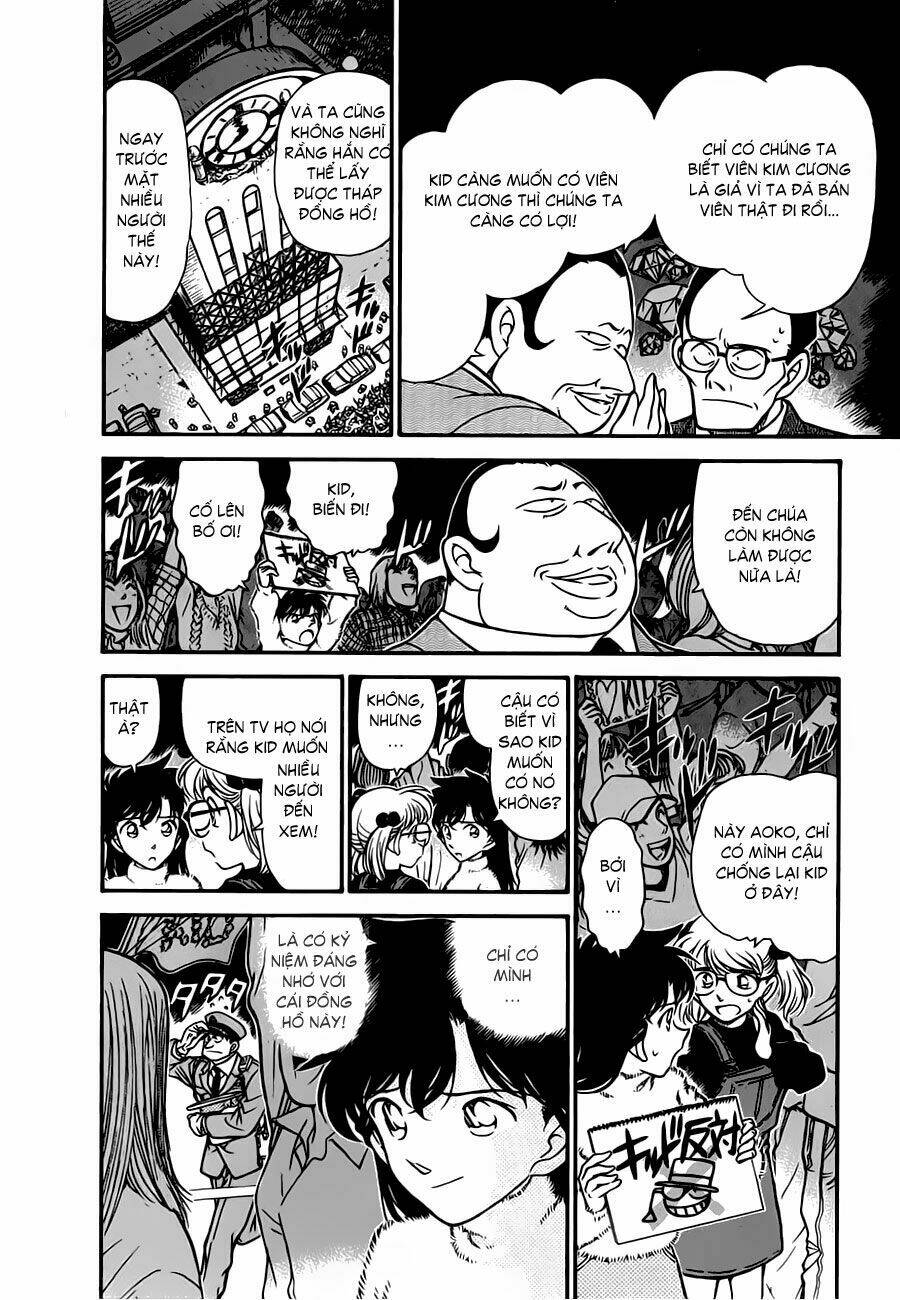 CHỈ CÓ CHÚNG TA
BIẾT VIÊN KIM CƯƠNG
LÀ GIẢ VÌ TA ĐÃ BÁN
VIÊN THẬT ĐI RỒI...
KID CÀNG MUỐN CÓ VIÊN
KIM CƯƠNG THÌ CHÚNG TA
CÀNG CÓ LỢI!
VÀ TA CŨNG
KHÔNG NGHĨ
RẰNG HẮN CÓ
THỂ LẤY
ĐƯỢC THÁP
ĐỒNG HỒ!
NGAY
TRƯỚC
MẶT
NHIỀU
NGƯỜI
THẾ
NÀY!
ĐẾN CHÚA
CÒN KHÔNG
LÀM ĐƯỢC
NỮA LÀ!
KID,
BIẾN ĐI!
CỐ LÊN
BỐ ƠI!
NÀY AOKO, CHỈ
CÓ MÌNH CẬU
CHỐNG LẠI KID
Ở ĐÂY!
BỞI
VÌ
...
キッド反対
CẬU CÓ
BIẾT VÌ
SAO KID
MUỐN
CÓ NÓ
KHÔNG?
KHÔNG,
NHƯNG
...
TRÊN TV HỌ NÓI
RẰNG KID MUỐN
NHIỀU
NGƯỜI
ĐẾN
XEM!
THẬT
À?
CHỈ CÓ
MÌNH
...
LÀ CÓ KỶ
NIỆM ĐÁNG
NHỚ VỚI
CÁI ĐỒNG
HỒ NÀY!
タタタ